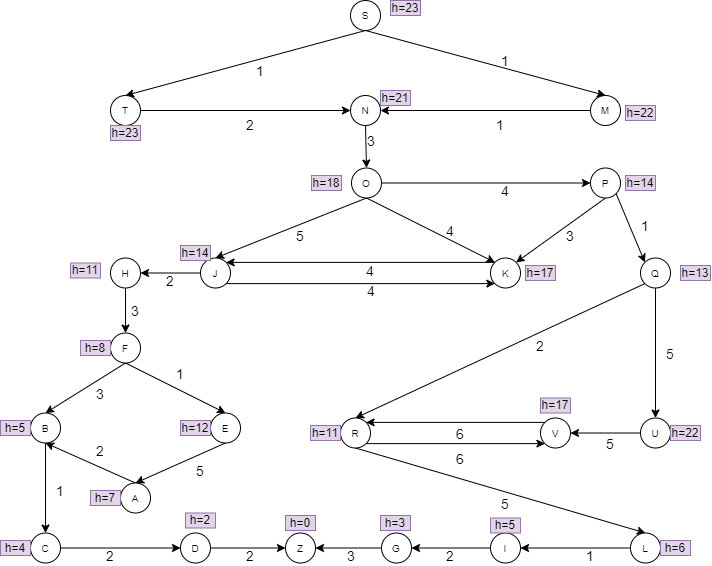 S h=23
1 1
T h=23 2 N h=21 1 M h=22
3
h=18 O 4 P h=14
5 4 3 1
h=11 H 2 h=14 J 4 4 K h=17 Q h=13
3 2 5
h=8 F
3 1
h=5 B h=12 E h=11 R 6 6 h=17 V 5 U h=22
2 5
h=7 A
1 5
h=4 C 2 h=2 D 2 h=0 Z 3 h=3 G 2 h=5 I 1 L h=6